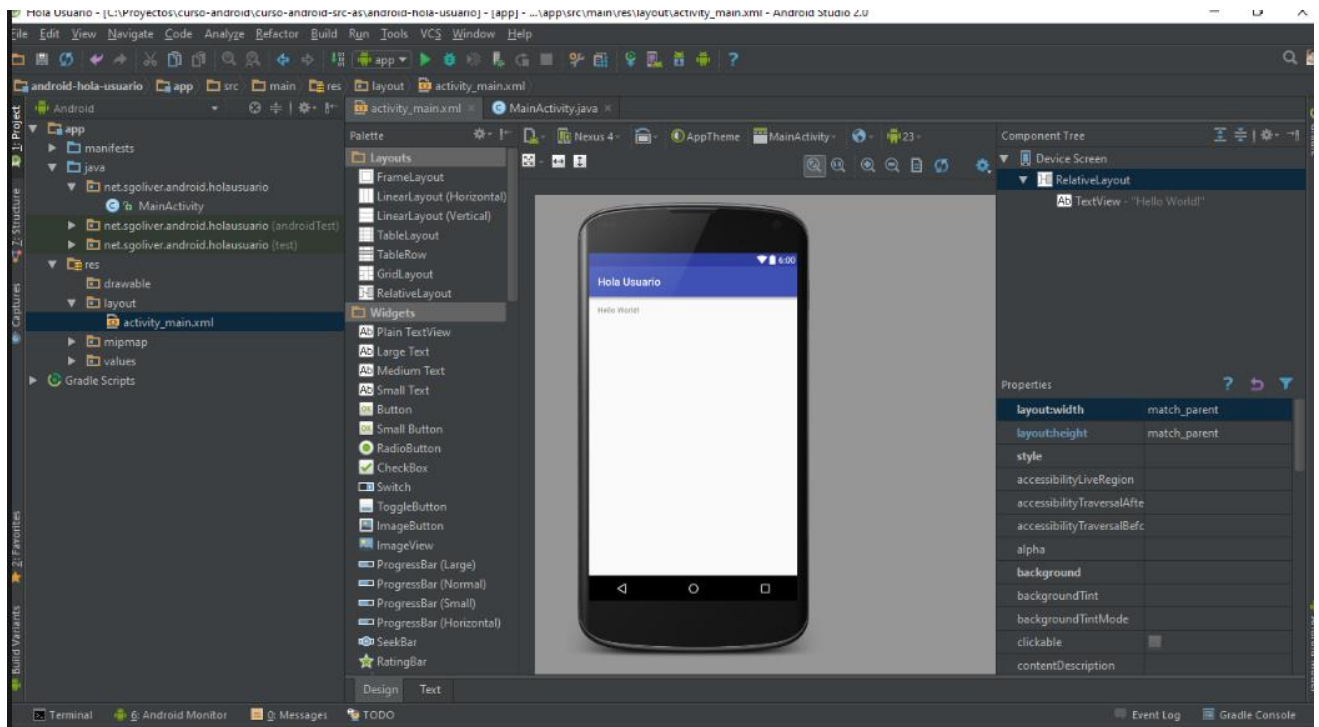 Hola Usuario - [C:\Proyectos\curso-android\curso-android-src-as\android-hola-usuario] - [app] - ...\app\src\main\res\layout\activity_main.xml - Android Studio 2.0
File Edit View Navigate Code Analyze Refactor Build Run Tools VCS Window Help
app
android-hola-usuario app src main res layout activity_main.xml
1: Project
Z: Structure
Captures
2: Favorites
Build Variants
Android
app
manifests
java
net.sgoliver.android.holausuario
MainActivity
net.sgoliver.android.holausuario (androidTest)
net.sgoliver.android.holausuario (test)
res
drawable
layout
activity_main.xml
mipmap
values
Gradle Scripts
activity_main.xml MainActivity.java
Palette
Layouts
FrameLayout
LinearLayout (Horizontal)
LinearLayout (Vertical)
TableLayout
TableRow
GridLayout
RelativeLayout
Widgets
Plain TextView
Large Text
Medium Text
Small Text
Button
Small Button
RadioButton
CheckBox
Switch
ToggleButton
ImageButton
ImageView
ProgressBar (Large)
ProgressBar (Normal)
ProgressBar (Small)
ProgressBar (Horizontal)
SeekBar
RatingBar
Design Text
Nexus 4 AppTheme MainActivity 23
6:00
Hola Usuario
Hello World!
Component Tree
Device Screen
RelativeLayout
TextView - "Hello World!"
Properties
layout:width match_parent
layout:height match_parent
style
accessibilityLiveRegion
accessibilityTraversalAfte
accessibilityTraversalBefc
alpha
background
backgroundTint
backgroundTintMode
clickable
contentDescription
Terminal 6: Android Monitor 0: Messages TODO Event Log Gradle Console